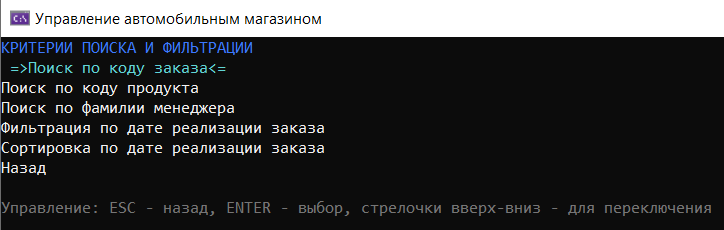 Управление автомобильным магазином
КРИТЕРИИ ПОИСКА И ФИЛЬТРАЦИИ
=>Поиск по коду заказа<=
Поиск по коду продукта
Поиск по фамилии менеджера
Фильтрация по дате реализации заказа
Сортировка по дате реализации заказа
Назад
Управление: ESC - назад, ENTER - выбор, стрелочки вверх-вниз - для переключения